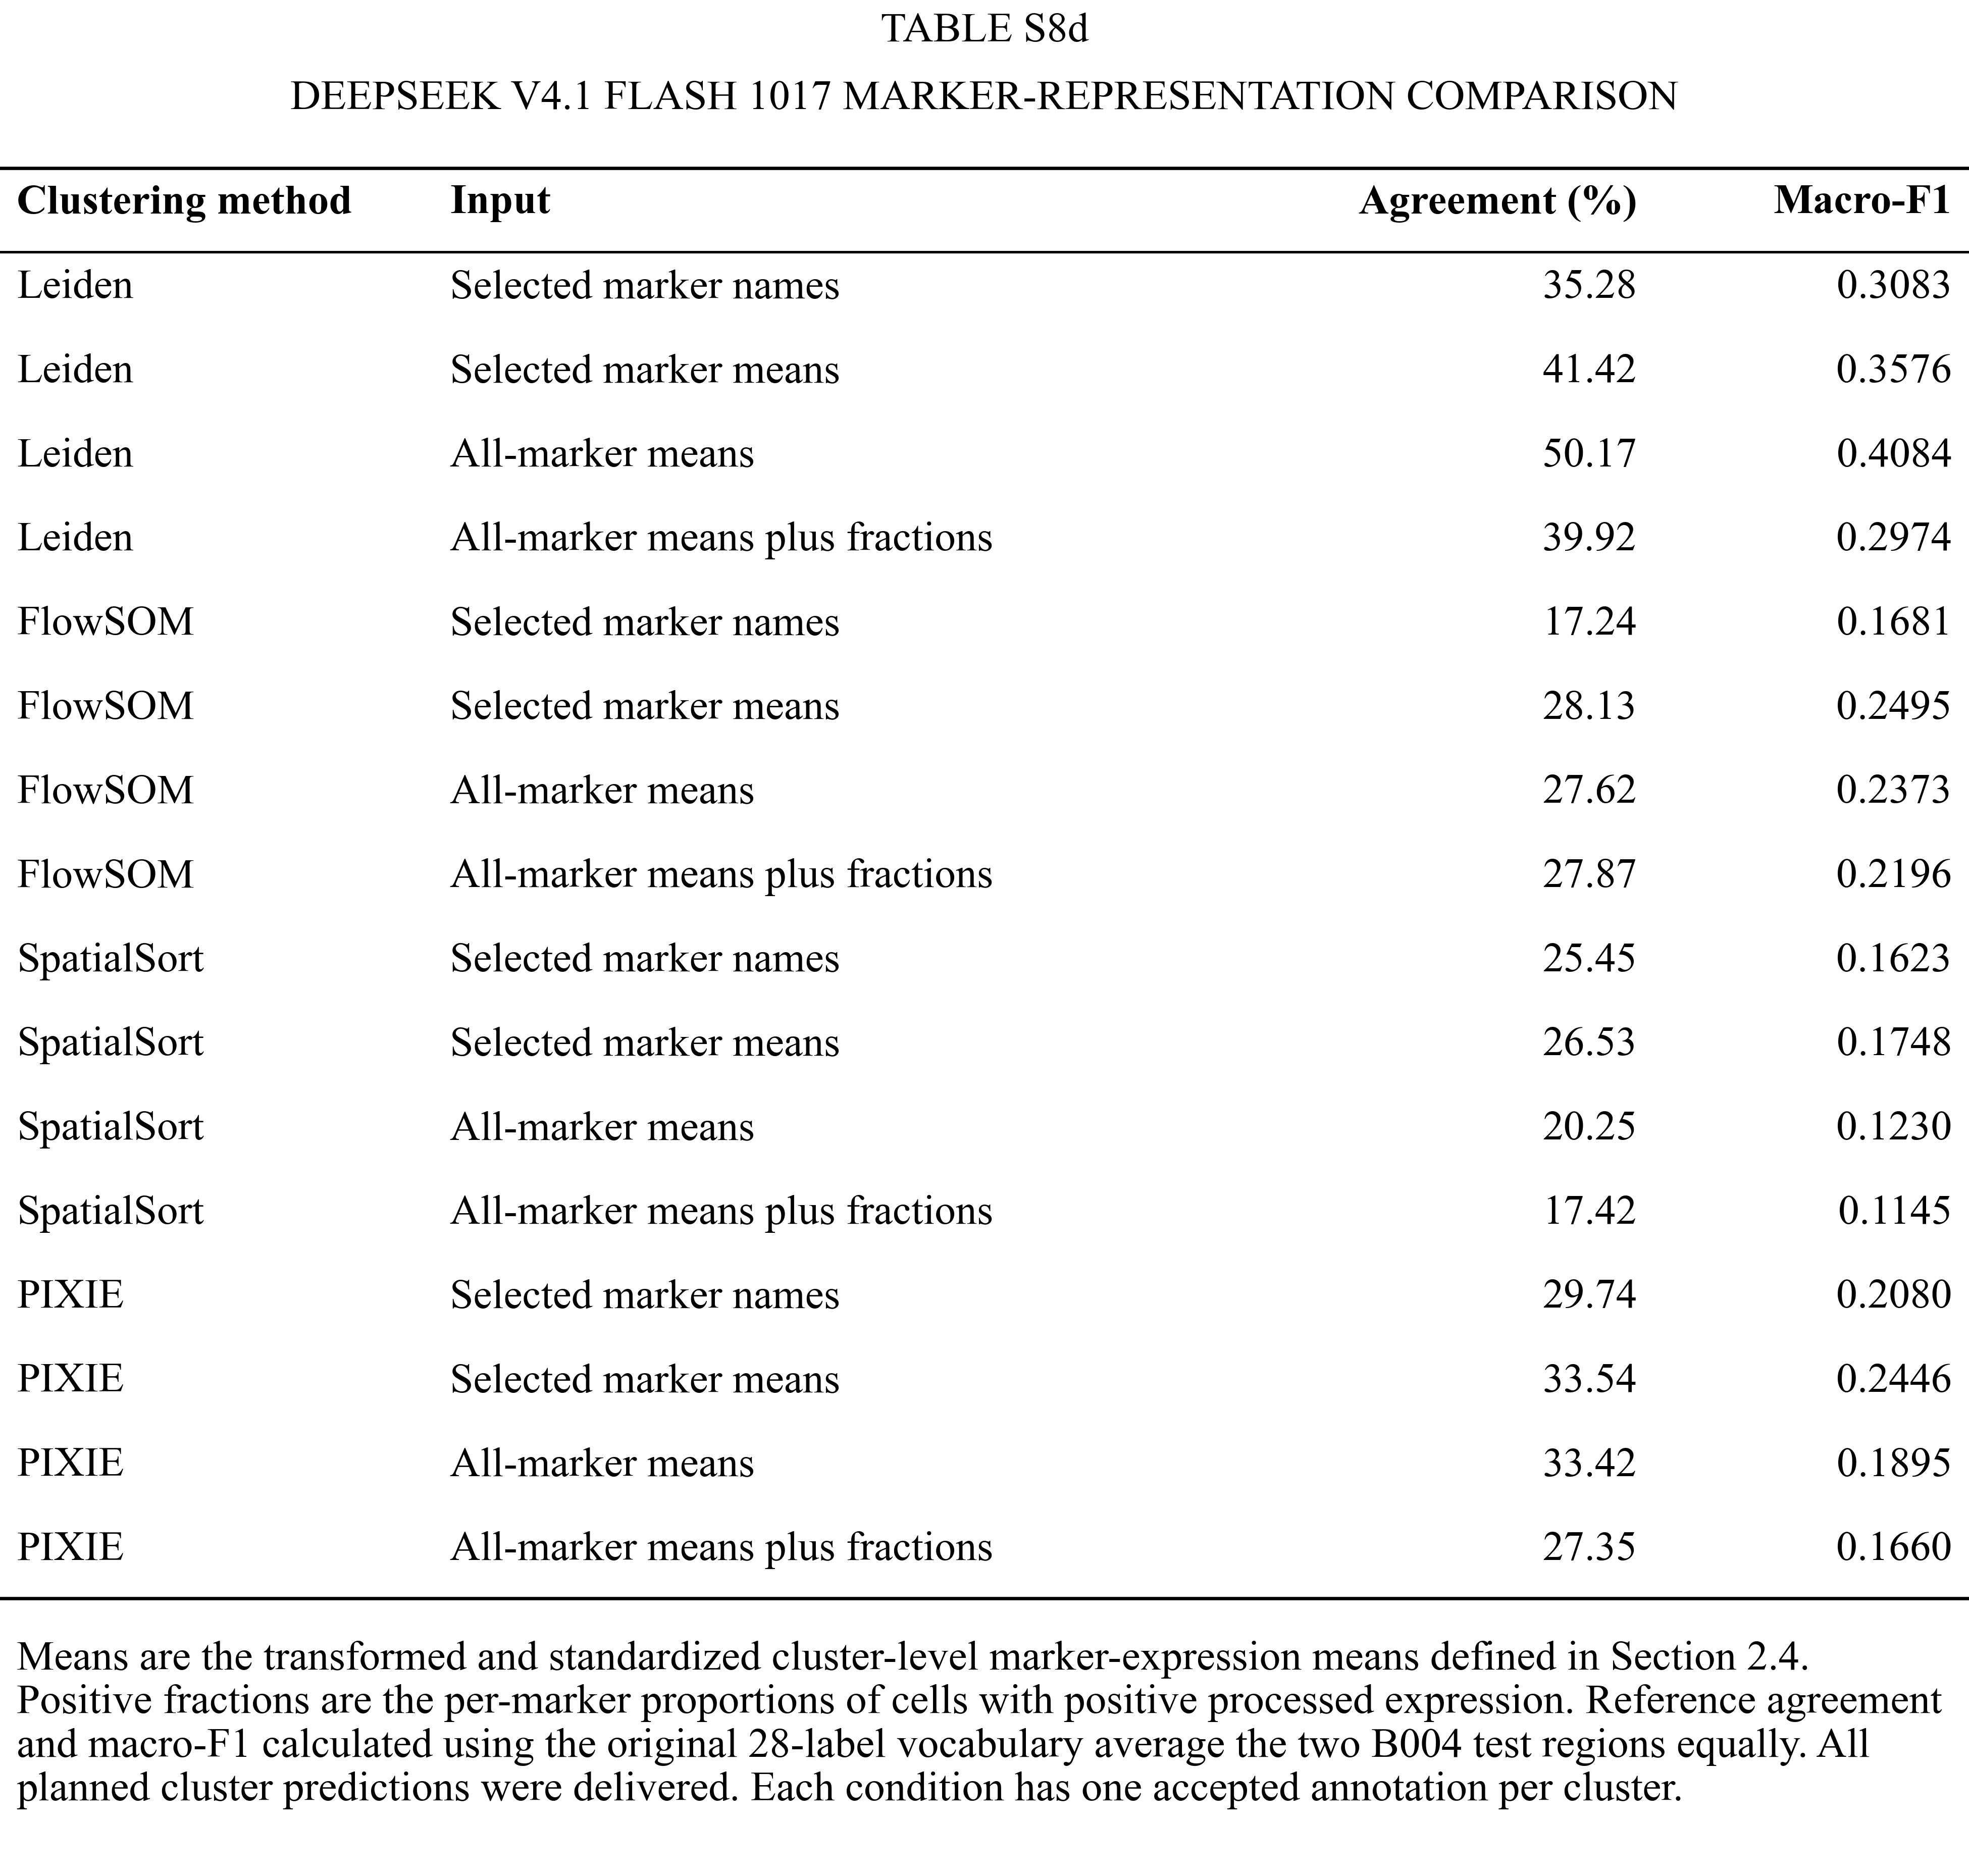 TABLE S8d
DEEPSEEK V4.1 FLASH 1017 MARKER-REPRESENTATION COMPARISON
Clustering method Input Agreement (%) Macro-F1
Leiden Selected marker names 35.28 0.3083
Leiden Selected marker means 41.42 0.3576
Leiden All-marker means 50.17 0.4084
Leiden All-marker means plus fractions 39.92 0.2974
FlowSOM Selected marker names 17.24 0.1681
FlowSOM Selected marker means 28.13 0.2495
FlowSOM All-marker means 27.62 0.2373
FlowSOM All-marker means plus fractions 27.87 0.2196
SpatialSort Selected marker names 25.45 0.1623
SpatialSort Selected marker means 26.53 0.1748
SpatialSort All-marker means 20.25 0.1230
SpatialSort All-marker means plus fractions 17.42 0.1145
PIXIE Selected marker names 29.74 0.2080
PIXIE Selected marker means 33.54 0.2446
PIXIE All-marker means 33.42 0.1895
PIXIE All-marker means plus fractions 27.35 0.1660
Means are the transformed and standardized cluster-level marker-expression means defined in Section 2.4.
Positive fractions are the per-marker proportions of cells with positive processed expression. Reference agreement
and macro-F1 calculated using the original 28-label vocabulary average the two B004 test regions equally. All
planned cluster predictions were delivered. Each condition has one accepted annotation per cluster.